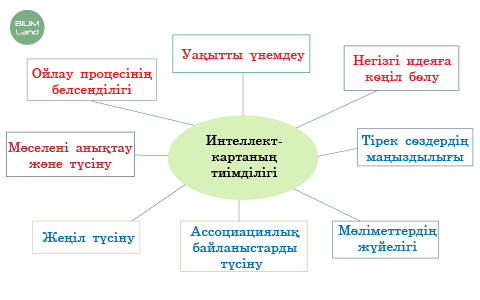 BILIM
Land
Уақытты үнемдеу
Негізгі идеяға
көңіл бөлу
Ойлау процесінің
белсенділігі
Интеллект-
картаның
тиімділігі
Мәселені анықтау
және түсіну
Тірек сөздердің
маңыздылығы
Жеңіл түсіну
Ассоциациялық
байланыстарды
түсіну
Мәліметтердің
жүйелігі